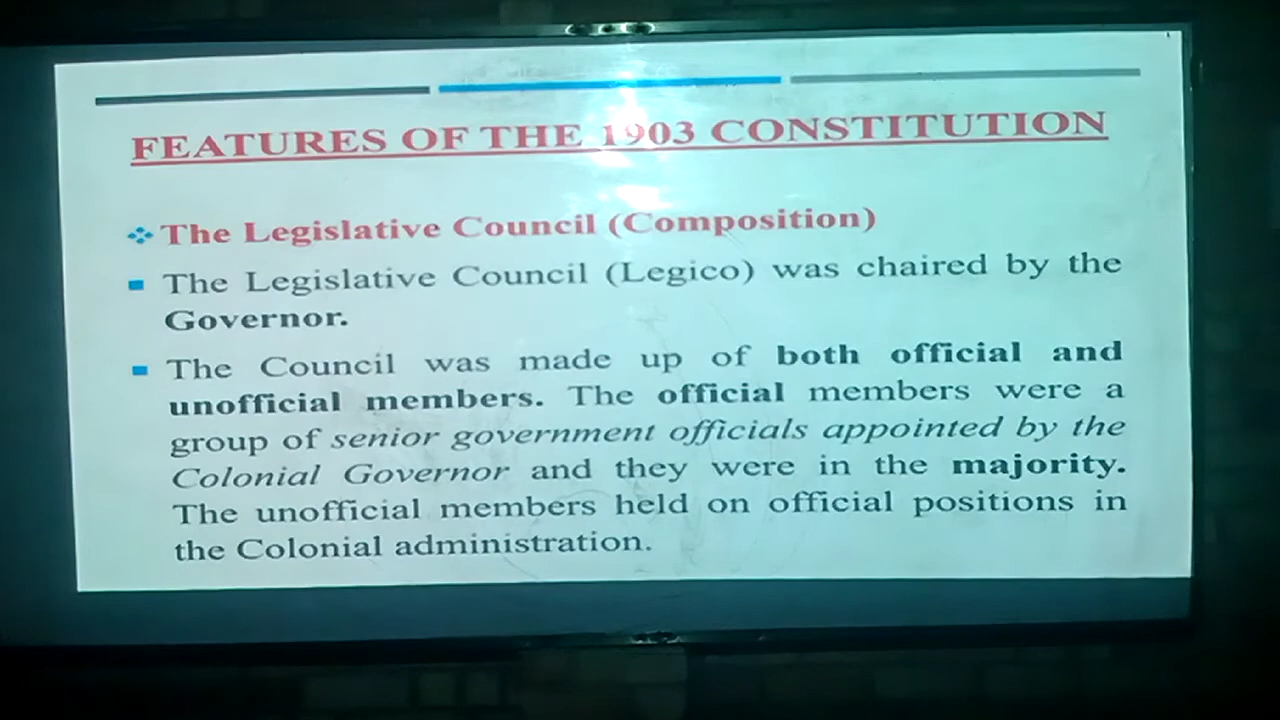 FEATURES OF THE 1903 CONSTITUTION
The Legislative Council (Composition)
The Legislative Council (Legico) was chaired by the
Governor.
The Council was made up of both official and
unofficial members. The official members were a
group of senior government officials appointed by the
Colonial Governor and they were in the majority.
The unofficial members held on official positions in
the Colonial administration.